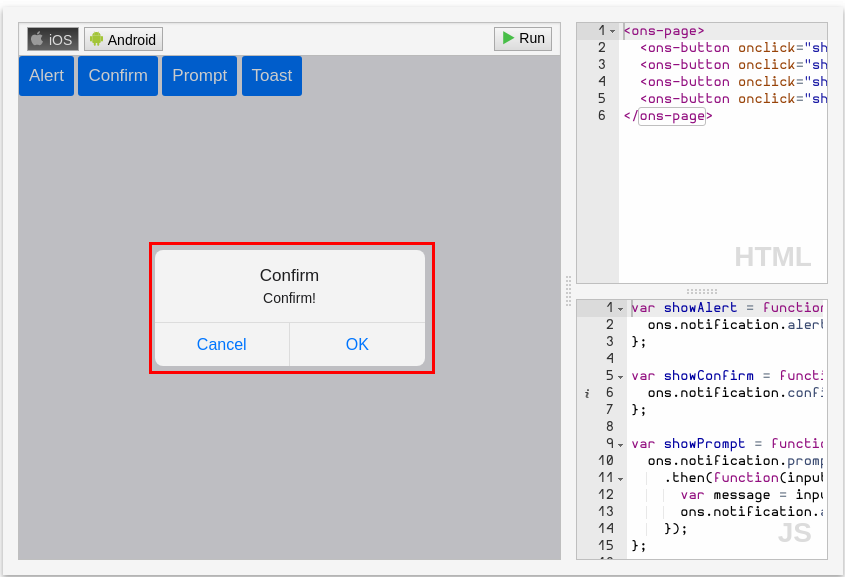 iOS Android Run
Alert Confirm Prompt Toast
Confirm
Confirm!
Cancel OK
1 <ons-page>
2 <ons-button onclick="sh
3 <ons-button onclick="sh
4 <ons-button onclick="sh
5 <ons-button onclick="sh
6 </ons-page>
HTML
1 var showAlert = function
2 ons.notification.alert
3 };
4
5 var showConfirm = functi
i 6 ons.notification.confi
7 };
8
9 var showPrompt = functio
10 ons.notification.promp
11 .then(function(input
12 var message = inpu
13 ons.notification.a
14 });
15 };
JS